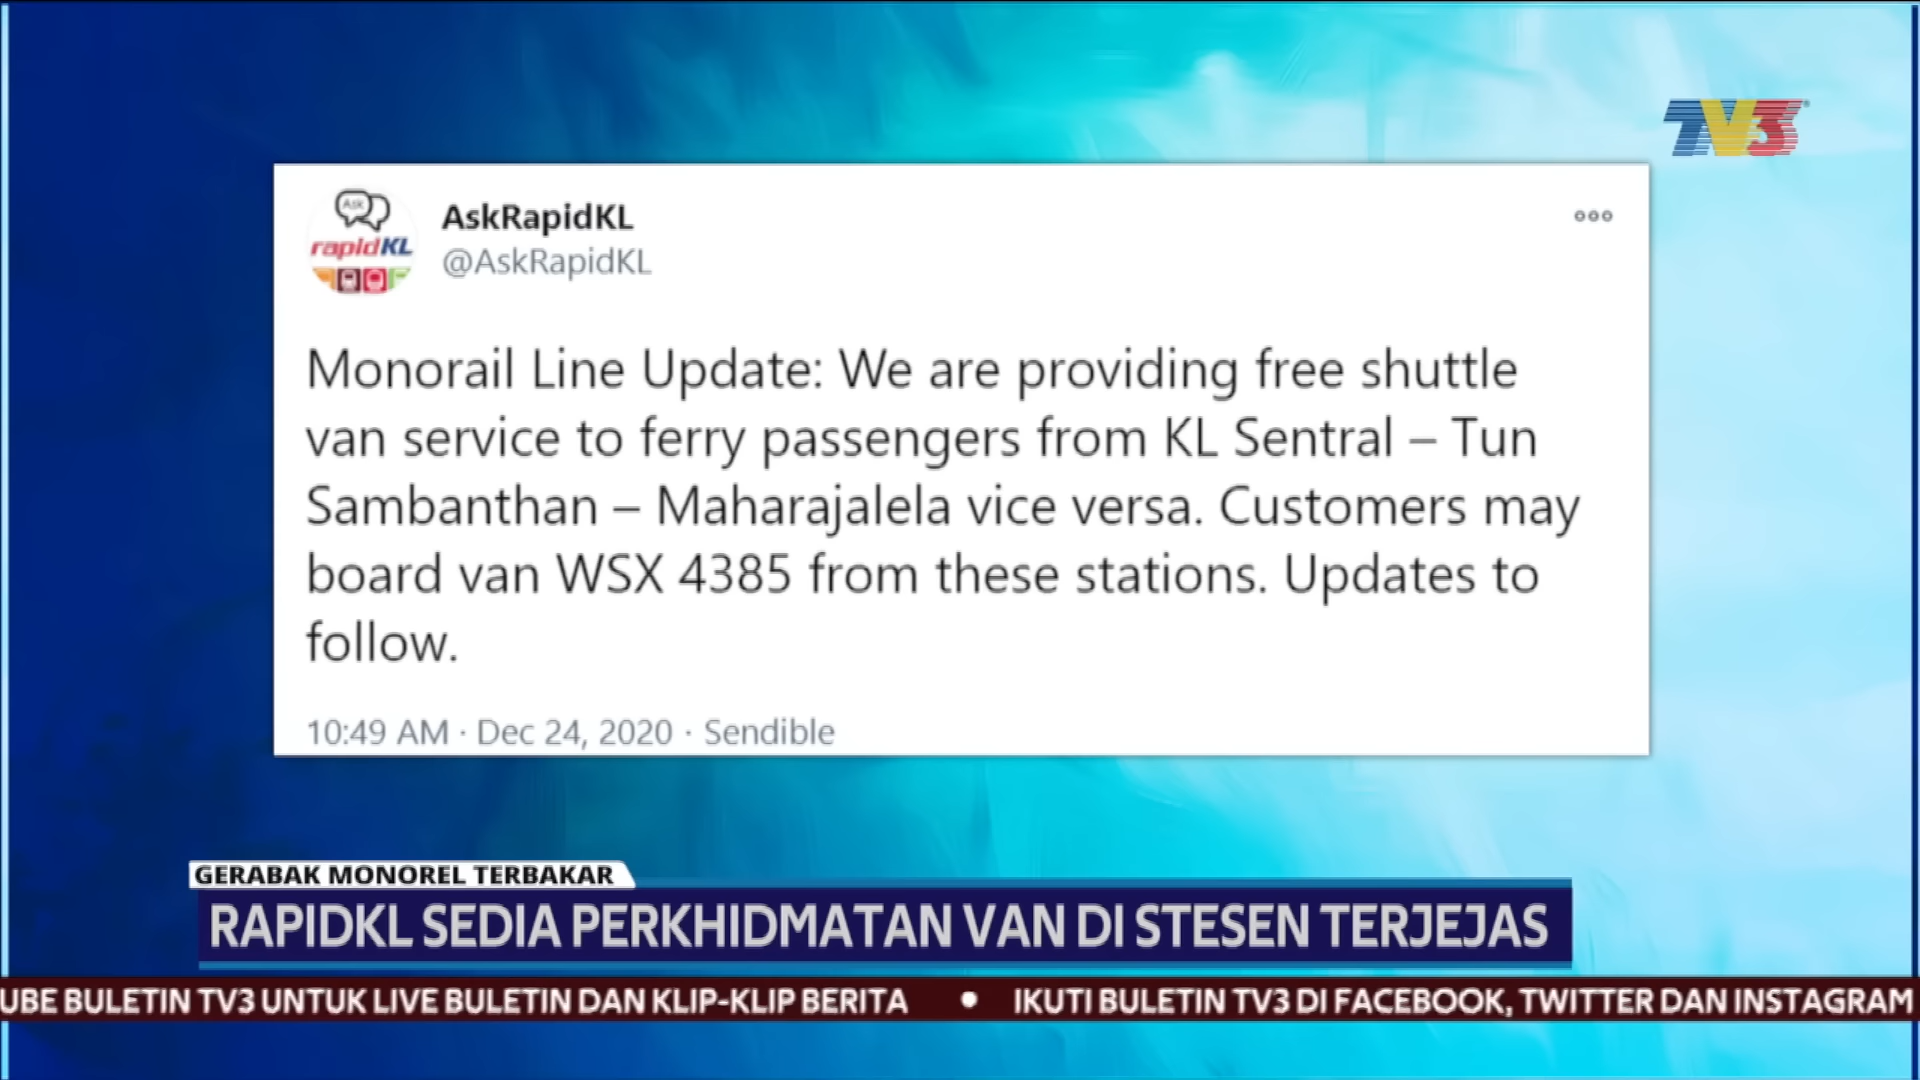 TV3
Ask
rapidKL
AskRapidKL
@AskRapidKL
Monorail Line Update: We are providing free shuttle
van service to ferry passengers from KL Sentral – Tun
Sambanthan – Maharajalela vice versa. Customers may
board van WSX 4385 from these stations. Updates to
follow.
10:49 AM · Dec 24, 2020 · Sendible
GERABAK MONOREL TERBAKAR
RAPIDKL SEDIA PERKHIDMATAN VAN DI STESEN TERJEJAS
UBE BULETIN TV3 UNTUK LIVE BULETIN DAN KLIP-KLIP BERITA • IKUTI BULETIN TV3 DI FACEBOOK, TWITTER DAN INSTAGRAM